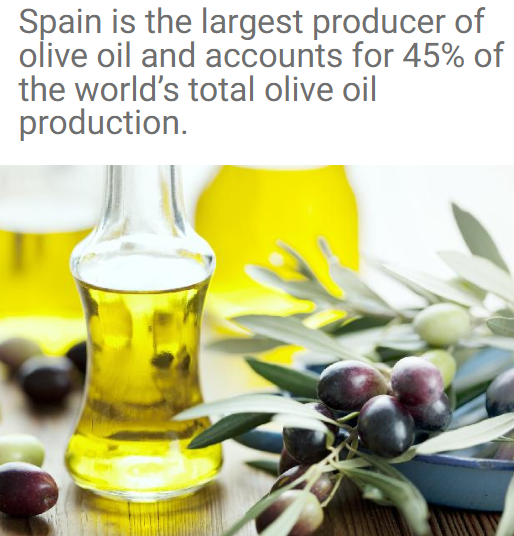 Spain is the largest producer of
olive oil and accounts for 45% of
the world’s total olive oil
production.